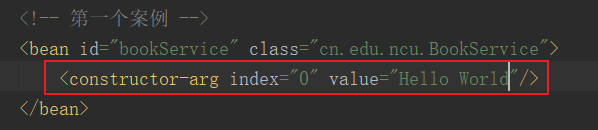 <!-- 第一个案例 -->
<bean id="bookService" class="cn.edu.ncu.BookService">
<constructor-arg index="0" value="Hello World"/>
</bean>